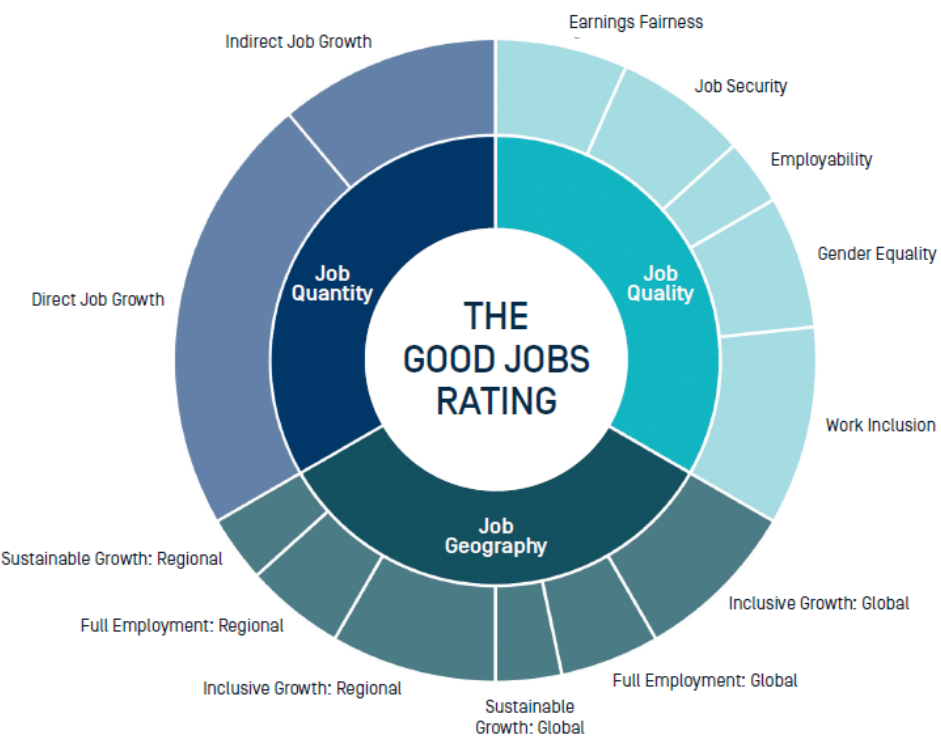 Earnings Fairness
Indirect Job Growth
Job Security
Employability
Gender Equality
Job
Quantity
Job
Quality
Direct Job Growth
THE
GOOD JOBS
RATING
Work Inclusion
Job
Geography
Sustainable Growth: Regional
Inclusive Growth: Global
Full Employment: Regional
Full Employment: Global
Inclusive Growth: Regional
Sustainable
Growth: Global